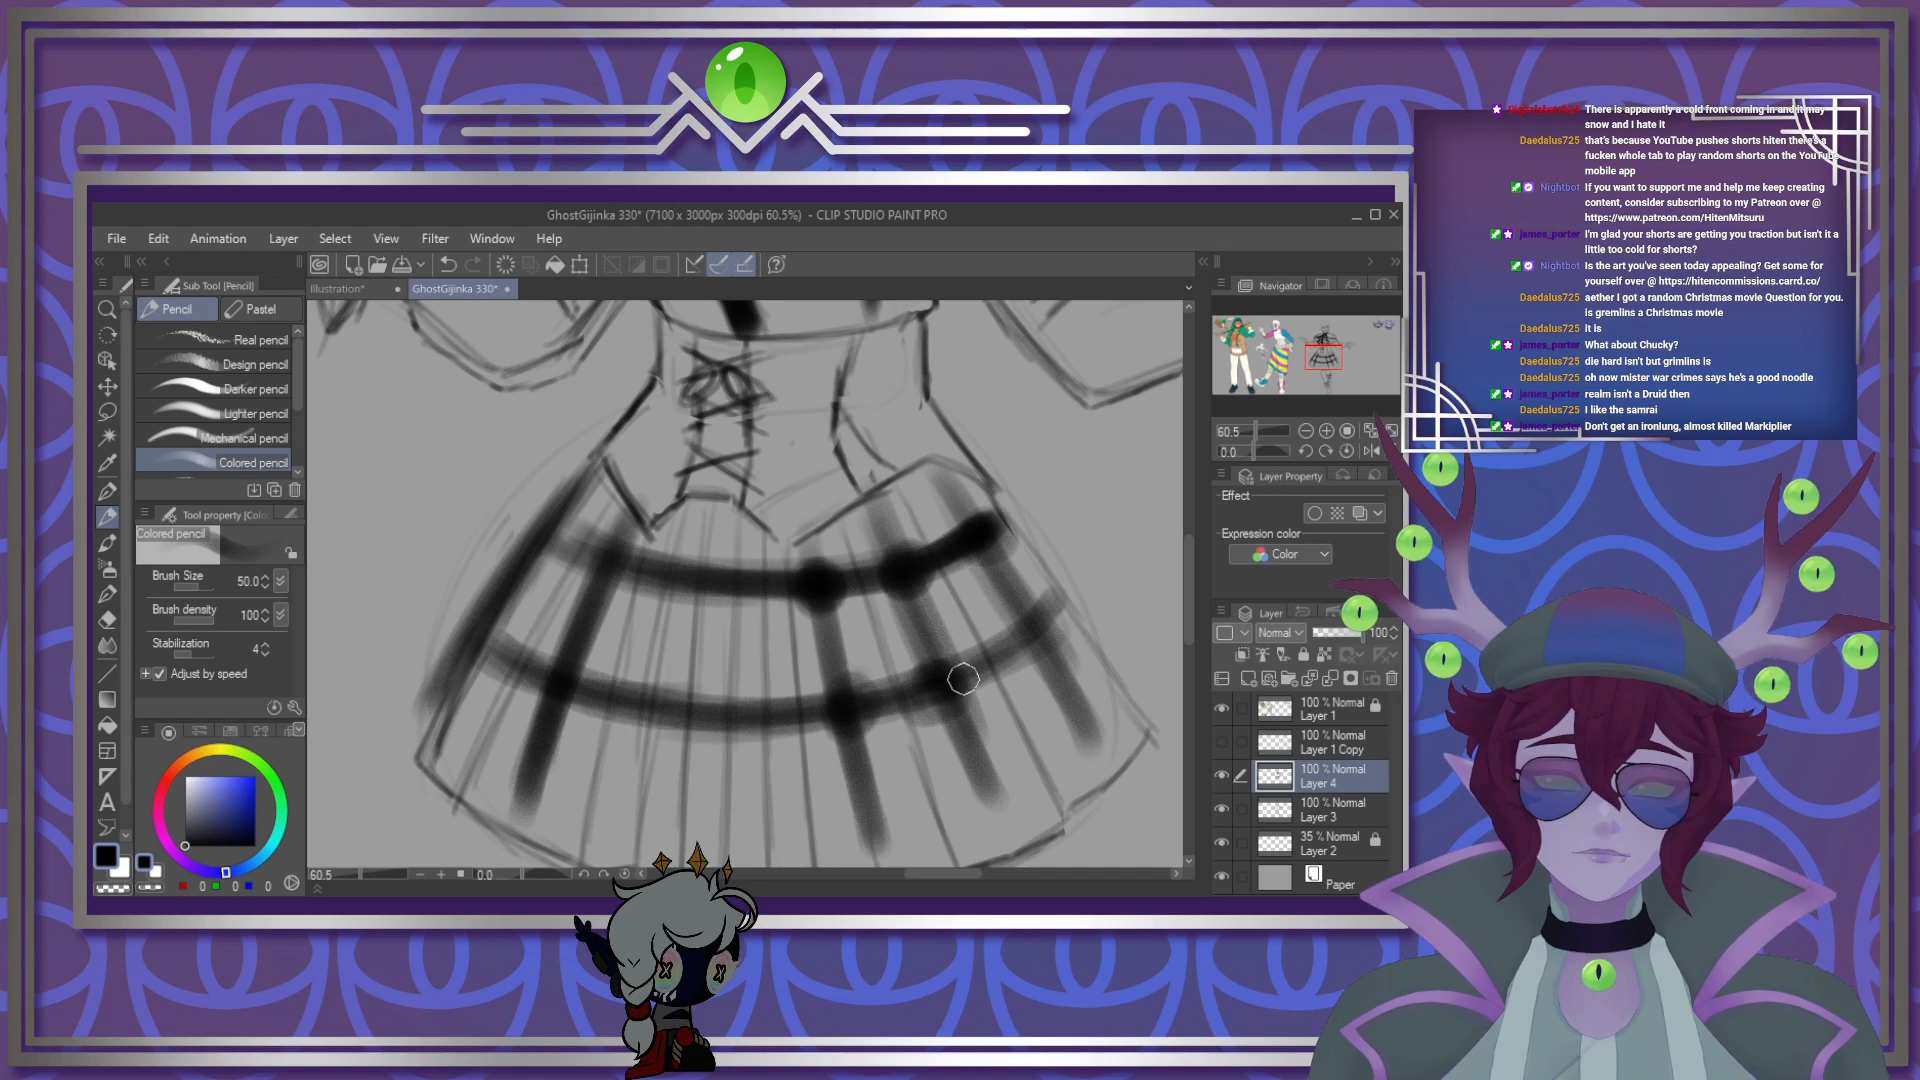 GhostGijinka 330* (7100 x 3000px 300dpi 60.5%) - CLIP STUDIO PAINT PRO
File Edit Animation Layer Select View Filter Window Help
Sub Tool [Pencil]
Illustration*
GhostGijinka 330*
Pencil
Pastel
Real pencil
Design pencil
Darker pencil
Lighter pencil
Mechanical pencil
Colored pencil
Tool property [Colo
Colored pencil
Brush Size 50.0
Brush density 100
Stabilization 4
Adjust by speed
0 0 0
60.5 0.0
Navigator
60.5
0.0
Layer Property
Effect
Expression color
Color
Layer
Normal 100
100 % Normal
Layer 1
100 % Normal
Layer 1 Copy
100 % Normal
Layer 4
100 % Normal
Layer 3
35 % Normal
Layer 2
Paper
There is apparently a cold front coming in and it may
snow and I hate it
Daedalus725 that's because YouTube pushes shorts hiten there's a
fucken whole tab to play random shorts on the YouTube
mobile app
Nightbot If you want to support me and help me keep creating
content, consider subscribing to my Patreon over @
https://www.patreon.com/HitenMitsuru
james_porter I'm glad your shorts are getting you traction but isn't it a
little too cold for shorts?
Nightbot Is the art you've seen today appealing? Get some for
yourself over @ https://hitencommissions.carrd.co/
Daedalus725 aether I got a random Christmas movie Question for you.
is gremlins a Christmas movie
Daedalus725 it is
james_porter What about Chucky?
Daedalus725 die hard isn't but grimlins is
Daedalus725 oh now mister war crimes says he's a good noodle
james_porter realm isn't a Druid then
Daedalus725 I like the samrai
james_porter Don't get an ironlung, almost killed Markiplier